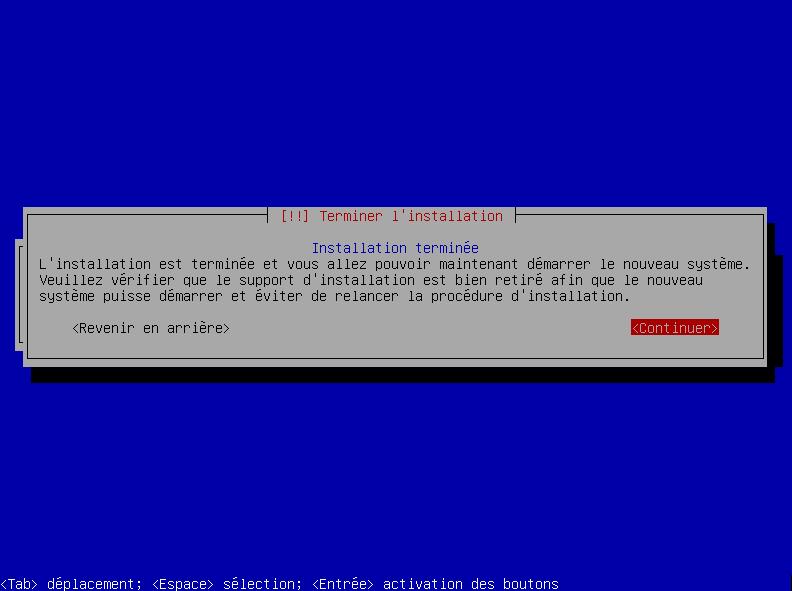 [!!] Terminer l'installation
Installation terminée
L'installation est terminée et vous allez pouvoir maintenant démarrer le nouveau système.
Veuillez vérifier que le support d'installation est bien retiré afin que le nouveau
système puisse démarrer et éviter de relancer la procédure d'installation.
<Revenir en arrière> <Continuer>
<Tab> déplacement; <Espace> sélection; <Entrée> activation des boutons